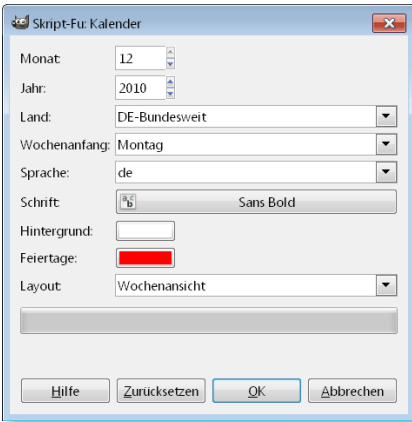 Skript-Fu: Kalender
Monat: 12
Jahr: 2010
Land: DE-Bundesweit
Wochenanfang: Montag
Sprache: de
Schrift: Sans Bold
Hintergrund:
Feiertage:
Layout: Wochenansicht
Hilfe Zurücksetzen OK Abbrechen